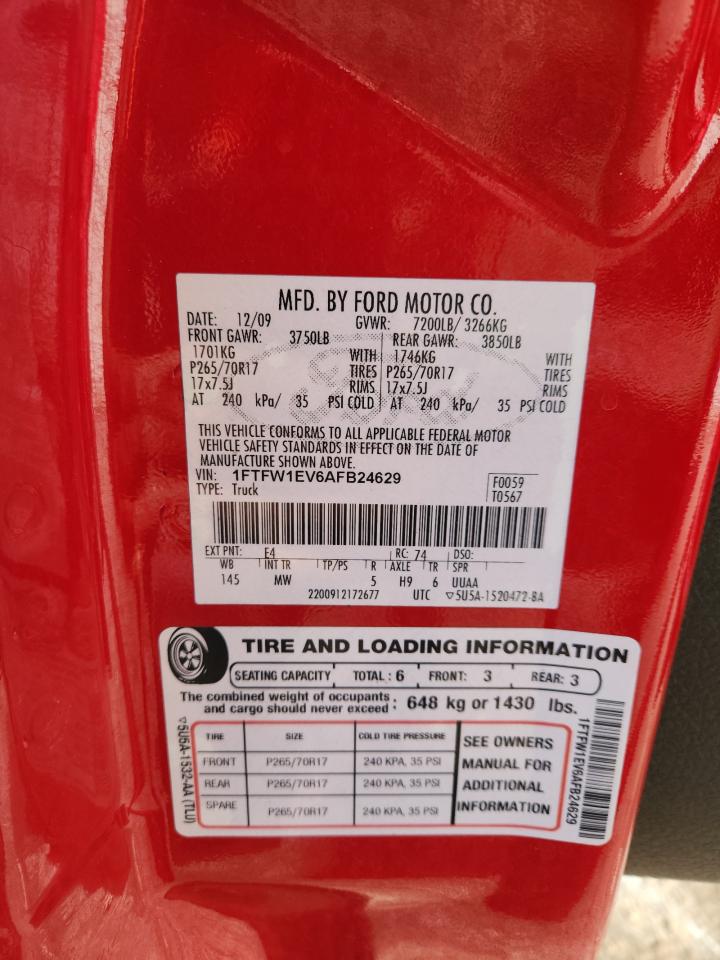 MFD. BY FORD MOTOR CO.
DATE: 12/09 GVWR: 7200LB/ 3266KG
FRONT GAWR: 3750LB REAR GAWR: 3850LB
1701KG WITH 1746KG WITH
P265/70R17 TIRES P265/70R17 TIRES
17x7.5J RIMS 17x7.5J RIMS
AT 240 kPa/ 35 PSI COLD AT 240 kPa/ 35 PSI COLD
THIS VEHICLE CONFORMS TO ALL APPLICABLE FEDERAL MOTOR
VEHICLE SAFETY STANDARDS IN EFFECT ON THE DATE OF
MANUFACTURE SHOWN ABOVE.
VIN: 1FTFW1EV6AFB24629 F0059
TYPE: Truck T0567
EXT PNT: E4 RC: 74 DSO:
WB INT TR TP/PS R AXLE TR SPR
145 MW 5 H9 6 UUAA
2200912172677 UTC ▽5U5A-1520472-BA
TIRE AND LOADING INFORMATION
SEATING CAPACITY TOTAL: 6 FRONT: 3 REAR: 3
The combined weight of occupants
and cargo should never exceed : 648 kg or 1430 lbs.
TIRE SIZE COLD TIRE PRESSURE
FRONT P265/70R17 240 KPA, 35 PSI
REAR P265/70R17 240 KPA, 35 PSI
SPARE P265/70R17 240 KPA, 35 PSI
SEE OWNERS
MANUAL FOR
ADDITIONAL
INFORMATION
▽5U5A-1532-AA (TLU)
1FTFW1EV6AFB24629